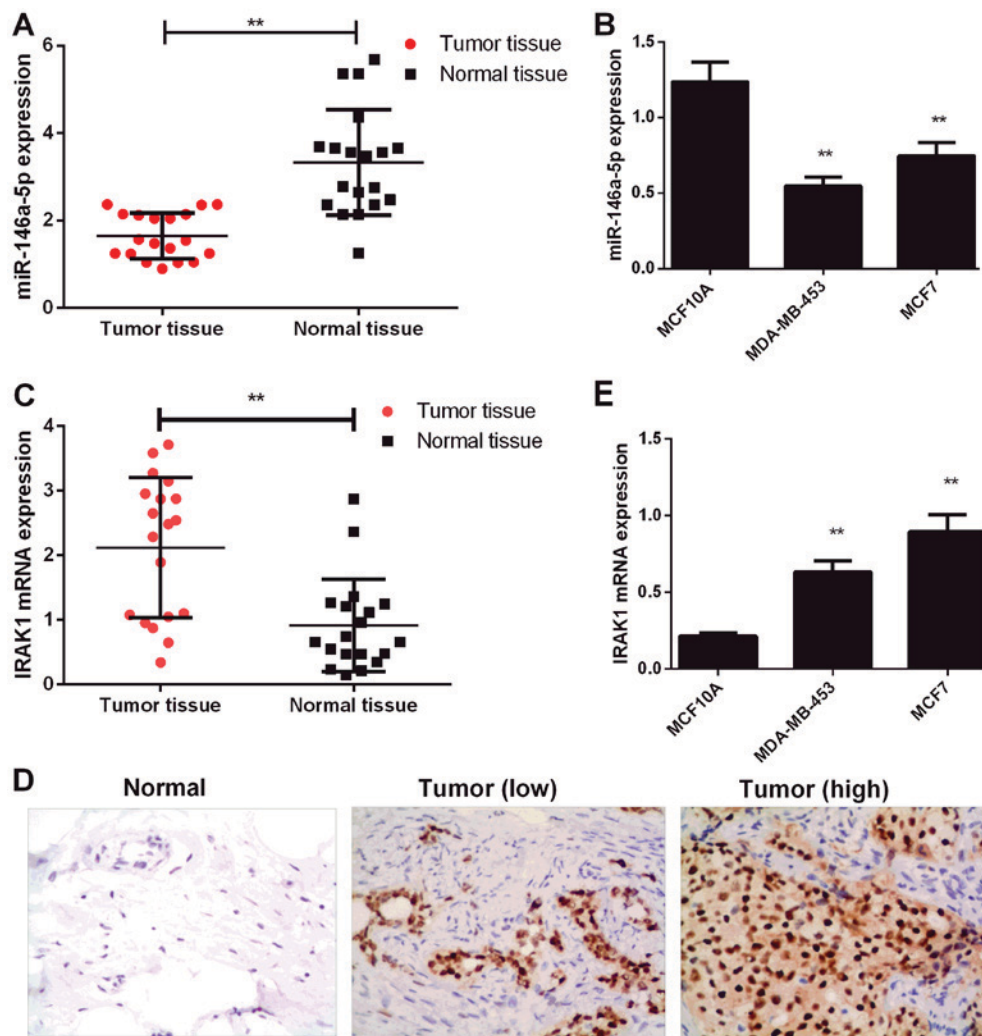 A
**
Tumor tissue
Normal tissue
miR-146a-5p expression
6
4
2
0
Tumor tissue
Normal tissue
B
miR-146a-5p expression
1.5
1.0
0.5
0.0
**
**
MCF10A
MDA-MB-453
MCF7
C
**
Tumor tissue
Normal tissue
IRAK1 mRNA expression
4
3
2
1
0
Tumor tissue
Normal tissue
E
IRAK1 mRNA expression
1.5
1.0
0.5
0.0
**
**
MCF10A
MDA-MB-453
MCF7
D
Normal
Tumor (low)
Tumor (high)